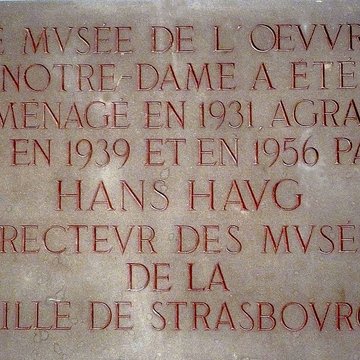 E MVSÉE DE L'OEVVR
NOTRE-DAME A ÉTÉ
MÉNAGÉ EN 1931 AGRA
EN 1939 ET EN 1956 PA
HANS HAVG
RECTEVR DES MVSÉ
DE LA
ILLE DE STRASBOVRG